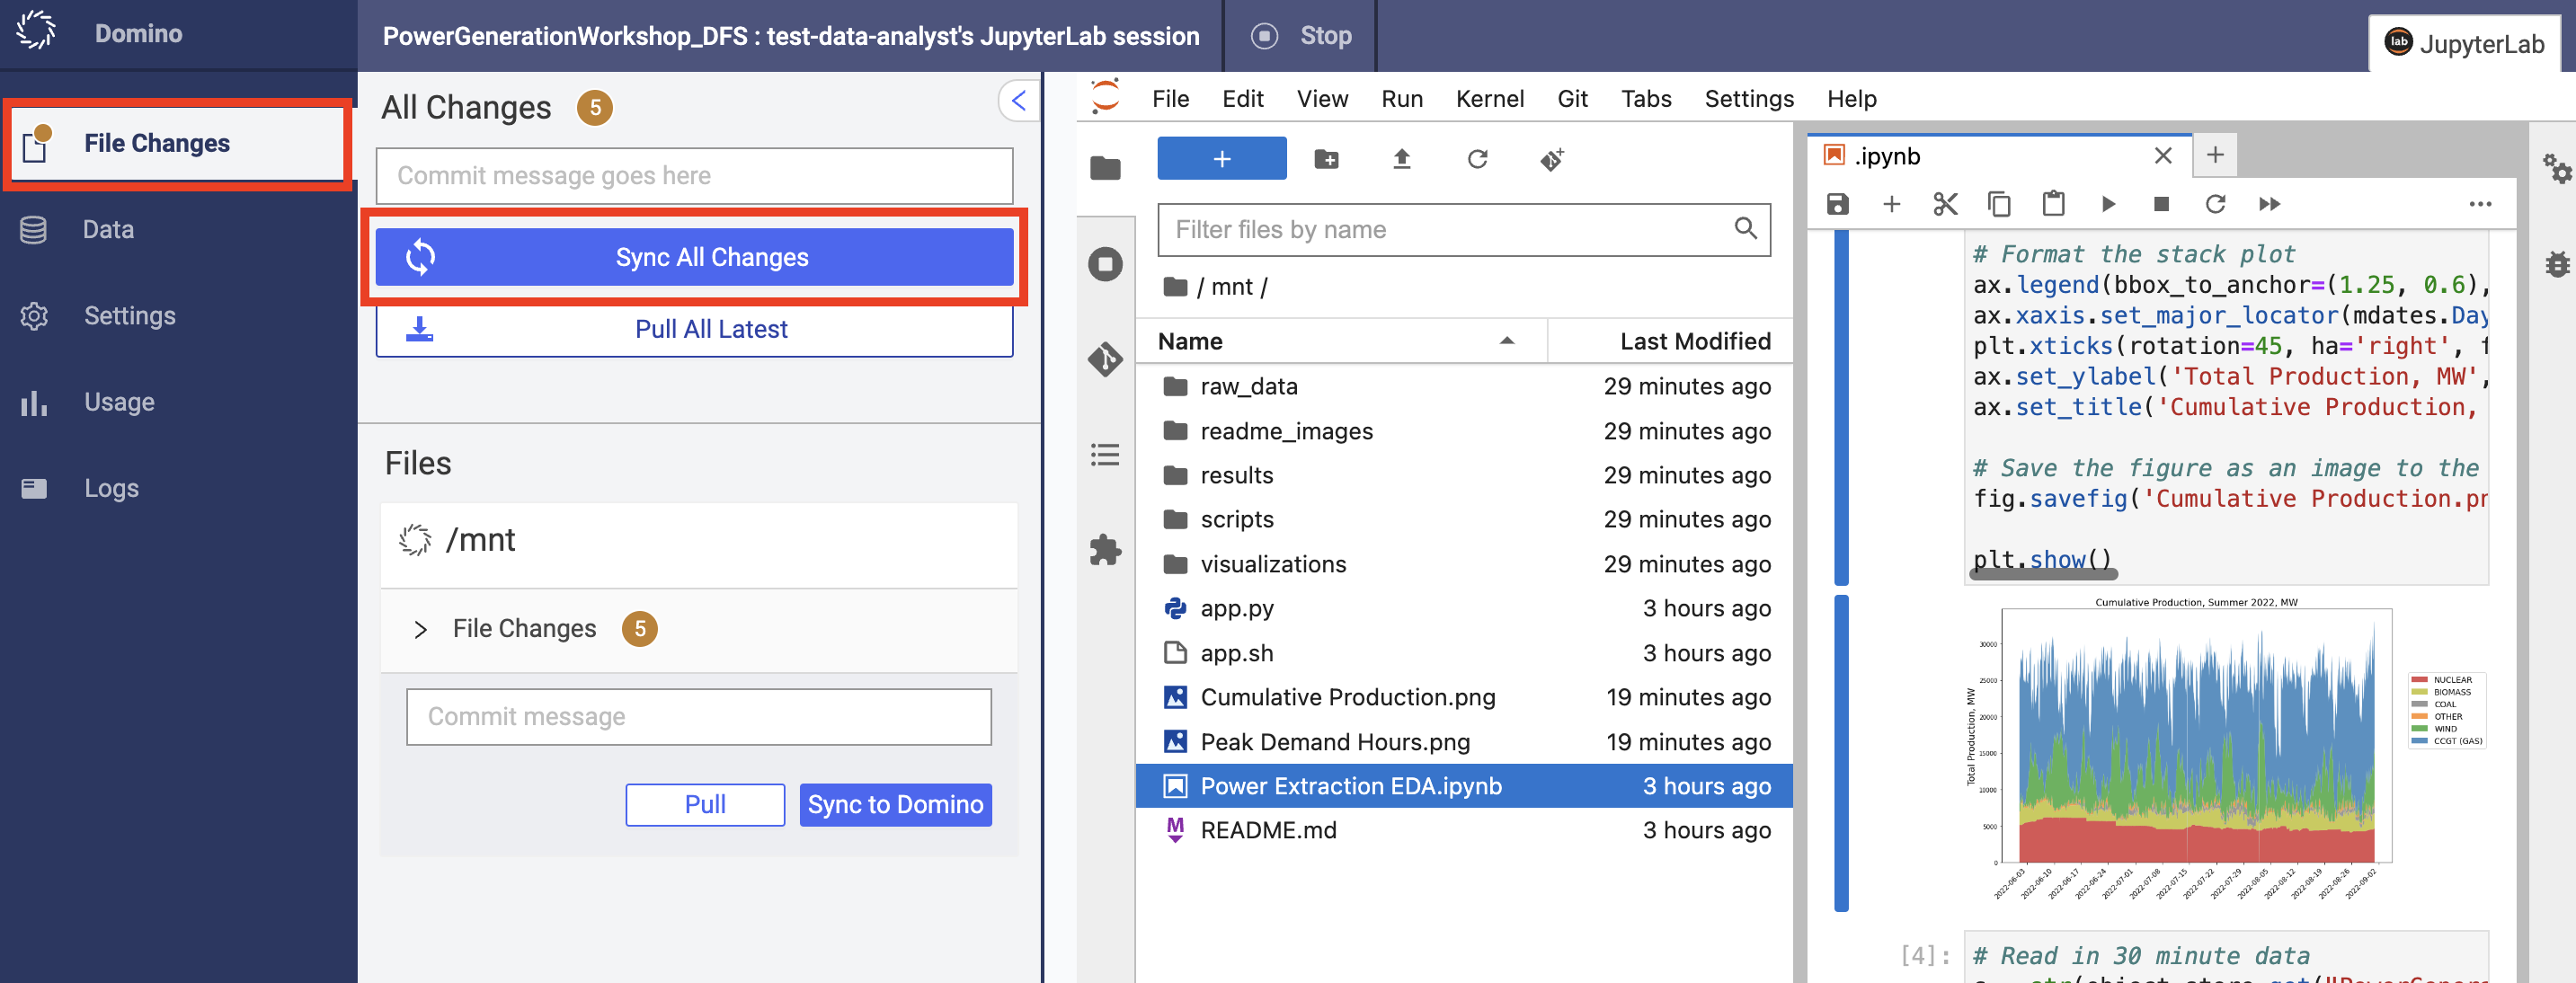 Domino
PowerGenerationWorkshop_DFS : test-data-analyst's JupyterLab session
Stop
lab JupyterLab
File Changes
Data
Settings
Usage
Logs
All Changes 5
Commit message goes here
Sync All Changes
Pull All Latest
Files
/mnt
File Changes 5
Commit message
Pull
Sync to Domino
File Edit View Run Kernel Git Tabs Settings Help
+
Filter files by name
/ mnt /
Name Last Modified
raw_data 29 minutes ago
readme_images 29 minutes ago
results 29 minutes ago
scripts 29 minutes ago
visualizations 29 minutes ago
app.py 3 hours ago
app.sh 3 hours ago
Cumulative Production.png 19 minutes ago
Peak Demand Hours.png 19 minutes ago
Power Extraction EDA.ipynb 3 hours ago
M README.md 3 hours ago
.ipynb
# Format the stack plot
ax.legend(bbox_to_anchor=(1.25, 0.6),
ax.xaxis.set_major_locator(mdates.Day
plt.xticks(rotation=45, ha='right', f
ax.set_ylabel('Total Production, MW',
ax.set_title('Cumulative Production,
# Save the figure as an image to the
fig.savefig('Cumulative Production.pn
plt.show()
Cumulative Production, Summer 2022, MW
Total Production, MW
30000
25000
20000
15000
10000
5000
0
2022-06-03
2022-06-10
2022-06-17
2022-06-24
2022-07-01
2022-07-08
2022-07-15
2022-07-22
2022-07-29
2022-08-05
2022-08-12
2022-08-19
2022-08-26
2022-09-02
NUCLEAR
BIOMASS
COAL
OTHER
WIND
CCGT (GAS)
[4]:
# Read in 30 minute data